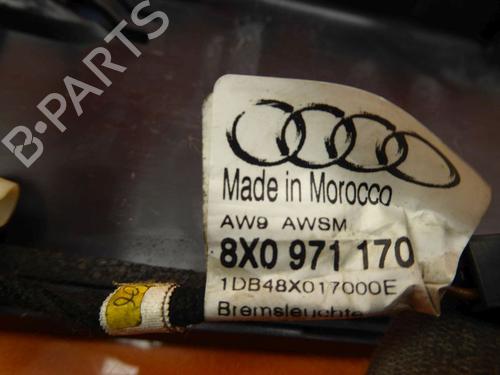 B-PARTS
Made in Morocco
AW9 AWSM
8X0 971 170
1DB48X017000E
Bremsleuchte